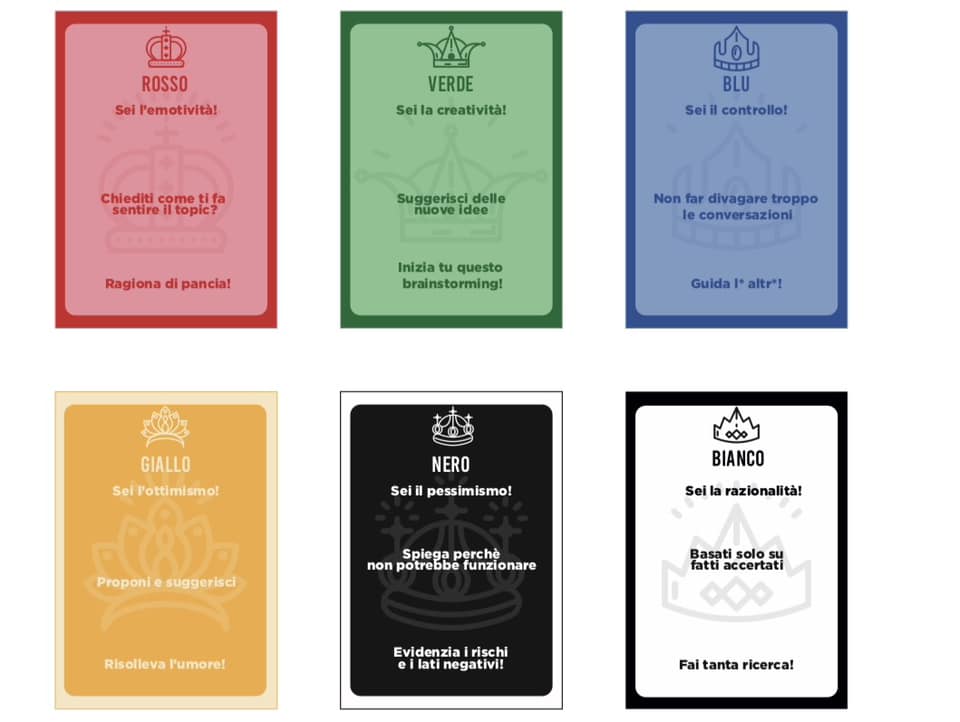 ROSSO
Sei l'emotività!
Chiediti come ti fa
sentire il topic?
Ragiona di pancia!
VERDE
Sei la creatività!
Suggerisci delle
nuove idee
Inizia tu questo
brainstorming!
BLU
Sei il controllo!
Non far divagare troppo
le conversazioni
Guida l* altr*!
GIALLO
Sei l'ottimismo!
Proponi e suggerisci
Risolleva l'umore!
NERO
Sei il pessimismo!
Spiega perchè
non potrebbe funzionare
Evidenzia i rischi
e i lati negativi!
BIANCO
Sei la razionalità!
Basati solo su
fatti accertati
Fai tanta ricerca!